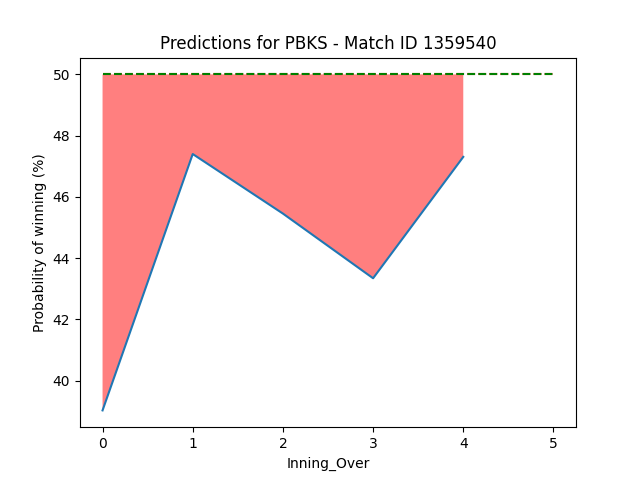 Predictions for PBKS - Match ID 1359540
Probability of winning (%)
50
48
46
44
42
40
0 1 2 3 4 5
Inning_Over